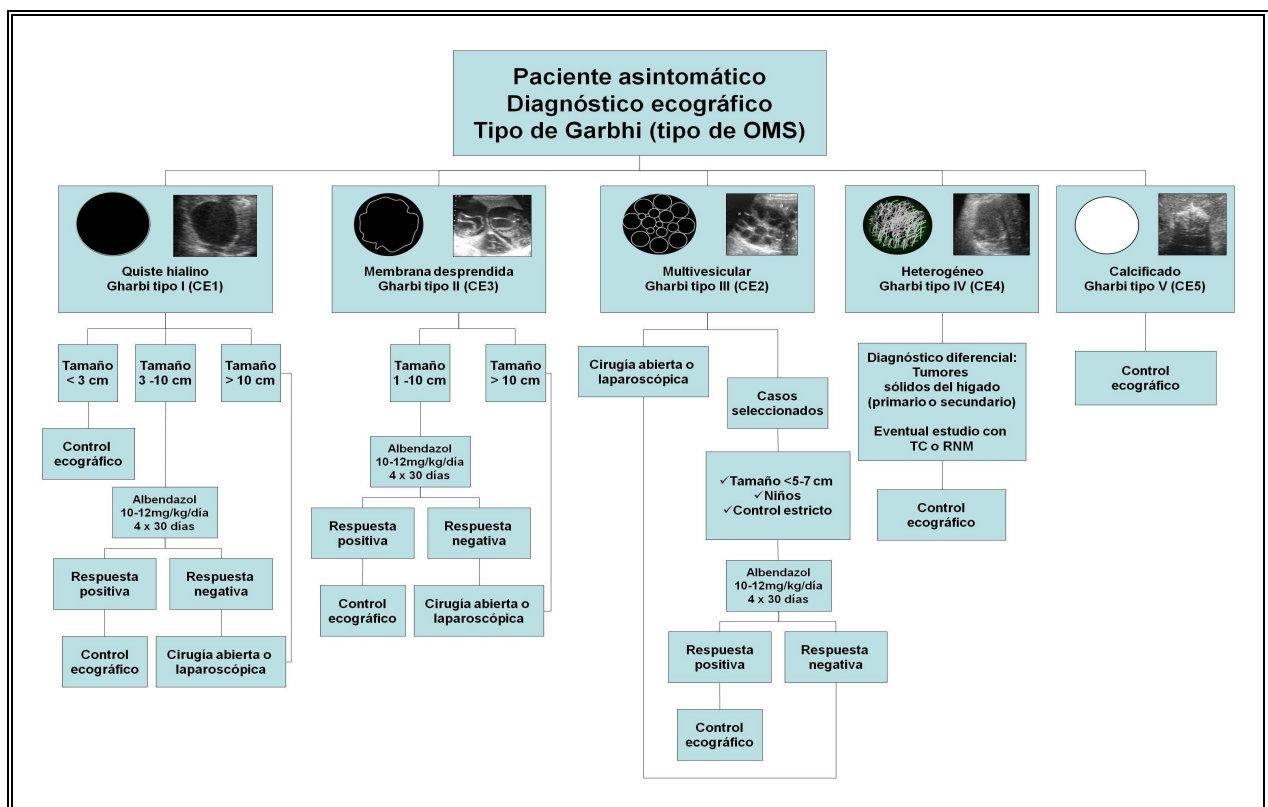 Paciente asintomático
Diagnóstico ecográfico
Tipo de Garbhi (tipo de OMS)
Quiste hialino
Gharbi tipo I (CE1)
Membrana desprendida
Gharbi tipo II (CE3)
Multivesicular
Gharbi tipo III (CE2)
Heterogéneo
Gharbi tipo IV (CE4)
Calcificado
Gharbi tipo V (CE5)
Tamaño
< 3 cm
Tamaño
3 -10 cm
Tamaño
> 10 cm
Control
ecográfico
Albendazol
10-12mg/kg/día
4 x 30 días
Respuesta
positiva
Respuesta
negativa
Control
ecográfico
Cirugía abierta o
laparoscópica
Tamaño
1 -10 cm
Tamaño
> 10 cm
Albendazol
10-12mg/kg/día
4 x 30 días
Respuesta
positiva
Respuesta
negativa
Control
ecográfico
Cirugía abierta o
laparoscópica
Cirugía abierta o
laparoscópica
Casos
seleccionados
✓Tamaño <5-7 cm
✓Niños
✓Control estricto
Albendazol
10-12mg/kg/día
4 x 30 días
Respuesta
positiva
Respuesta
negativa
Control
ecográfico
Diagnóstico diferencial:
Tumores
sólidos del hígado
(primario o secundario)
Eventual estudio con
TC o RNM
Control
ecográfico
Control
ecográfico